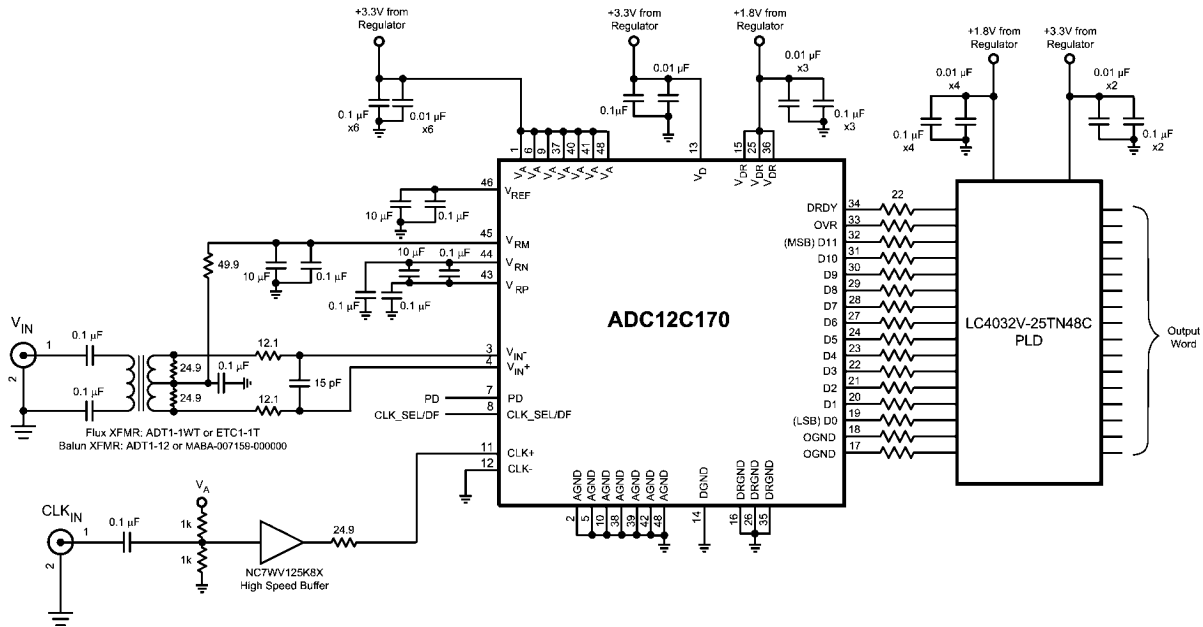 +3.3V from
Regulator
+3.3V from
Regulator
+1.8V from
Regulator
+1.8V from
Regulator
+3.3V from
Regulator
0.1 µF
x6
0.01 µF
x6
0.1µF
0.01 µF
0.01 µF
x3
0.1 µF
x3
0.01 µF
x4
0.1 µF
x4
0.01 µF
x2
0.1 µF
x2
1 6 9 37 40 41 48
13
15 25 36
VA VA VA VA VA VA VA
VD
VDR VDR VDR
46 VREF
10 µF
0.1 µF
45 VRM
49.9
10 µF
0.1 µF
44 VRN
43 VRP
10 µF
0.1 µF
0.1 µF
0.1 µF
ADC12C170
DRDY 34
22
OVR 33
(MSB) D11 32
D10 31
D9 30
D8 29
D7 28
D6 27
D5 24
D4 23
D3 22
D2 21
D1 20
(LSB) D0 19
OGND 18
OGND 17
LC4032V-25TN48C
PLD
Output
Word
VIN
1
2
0.1 µF
0.1 µF
24.9
24.9
0.1 µF
12.1
12.1
15 pF
3 VIN-
4 VIN+
PD 7 PD
CLK_SEL/DF 8 CLK_SEL/DF
Flux XFMR: ADT1-1WT or ETC1-1T
Balun XFMR: ADT1-12 or MABA-007159-000000
11 CLK+
12 CLK-
AGND AGND AGND AGND AGND AGND AGND
DGND
DRGND DRGND DRGND
2 5 10 38 39 42 48
14
16 26 35
CLKIN
1
2
0.1 µF
VA
1k
1k
24.9
NC7WV125K8X
High Speed Buffer